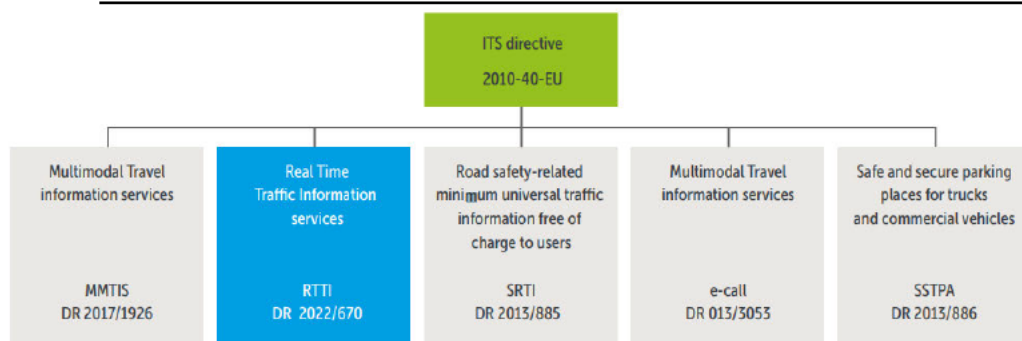 ITS directive
2010-40-EU
Multimodal Travel
information services
MMTIS
DR 2017/1926
Real Time
Traffic Information
services
RTTI
DR 2022/670
Road safety-related
minimum universal traffic
information free of
charge to users
SRTI
DR 2013/885
Multimodal Travel
information services
e-call
DR 013/3053
Safe and secure parking
places for trucks
and commercial vehicles
SSTPA
DR 2013/886